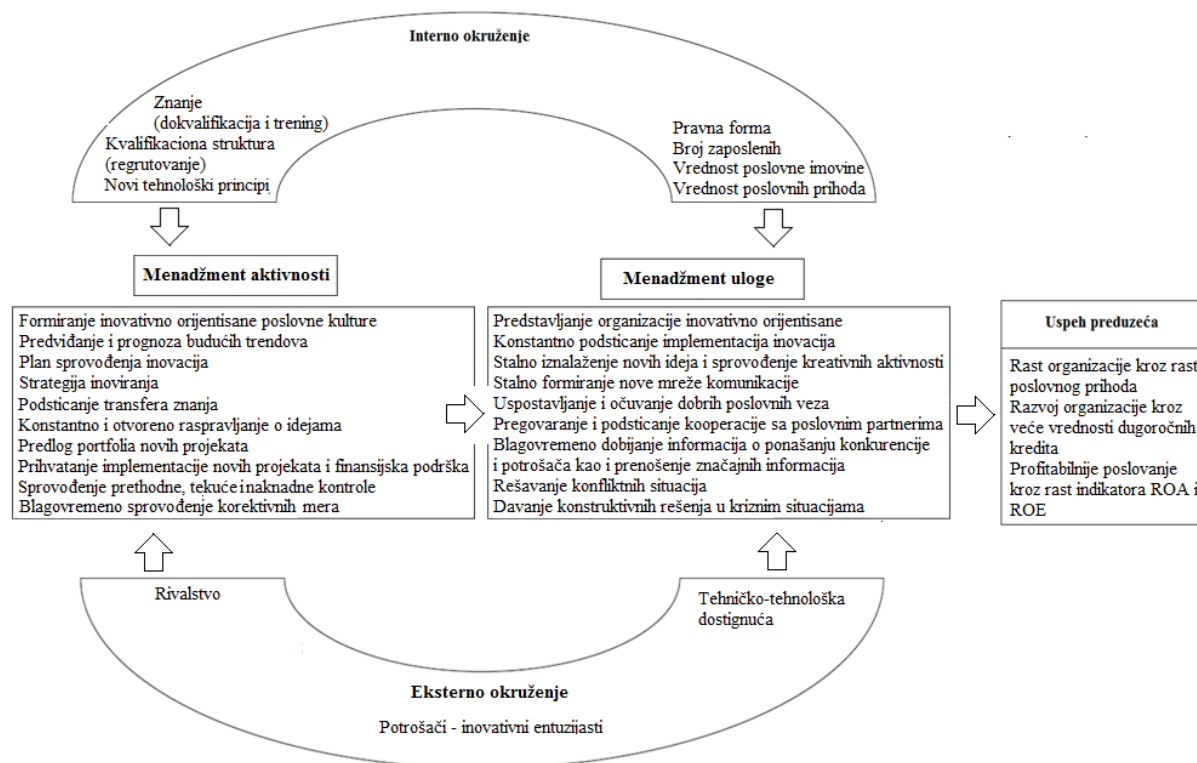 Interno okruženje
Znanje
(dokvalifikacija i trening)
Kvalifikaciona struktura
(regrutovanje)
Novi tehnološki principi
Pravna forma
Broj zaposlenih
Vrednost poslovne imovine
Vrednost poslovnih prihoda
Menadžment aktivnosti
Formiranje inovativno orijentisane poslovne kulture
Predviđanje i prognoza budućih trendova
Plan sprovođenja inovacija
Strategija inoviranja
Podsticanje transfera znanja
Konstantno i otvoreno raspravljanje o idejama
Predlog portfolia novih projekata
Prihvatanje implementacije novih projekata i finansijska podrška
Sprovođenje prethodne, tekuće i naknadne kontrole
Blagovremeno sprovođenje korektivnih mera
Menadžment uloge
Predstavljanje organizacije inovativno orijentisane
Konstantno podsticanje implementacija inovacija
Stalno iznalaženje novih ideja i sprovođenje kreativnih aktivnosti
Stalno formiranje nove mreže komunikacije
Uspostavljanje i očuvanje dobrih poslovnih veza
Pregovaranje i podsticanje kooperacije sa poslovnim partnerima
Blagovremeno dobijanje informacija o ponašanju konkurencije
i potrošača kao i prenošenje značajnih informacija
Rešavanje konfliktnih situacija
Davanje konstruktivnih rešenja u kriznim situacijama
Uspeh preduzeća
Rast organizacije kroz rast
poslovnog prihoda
Razvoj organizacije kroz
veće vrednosti dugoročnih
kredita
Profitabilnije poslovanje
kroz rast indikatora ROA i
ROE
Rivalstvo
Tehničko-tehnološka
dostignuća
Eksterno okruženje
Potrošači - inovativni entuzijasti